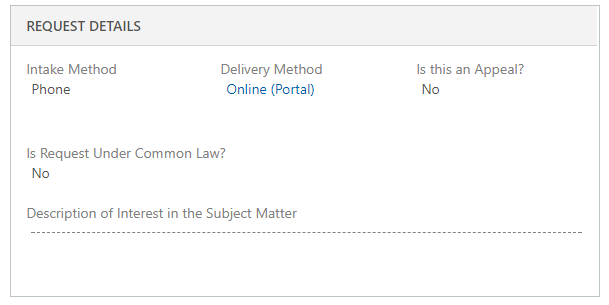 REQUEST DETAILS
Intake Method Delivery Method Is this an Appeal?
Phone Online (Portal) No
Is Request Under Common Law?
No
Description of Interest in the Subject Matter